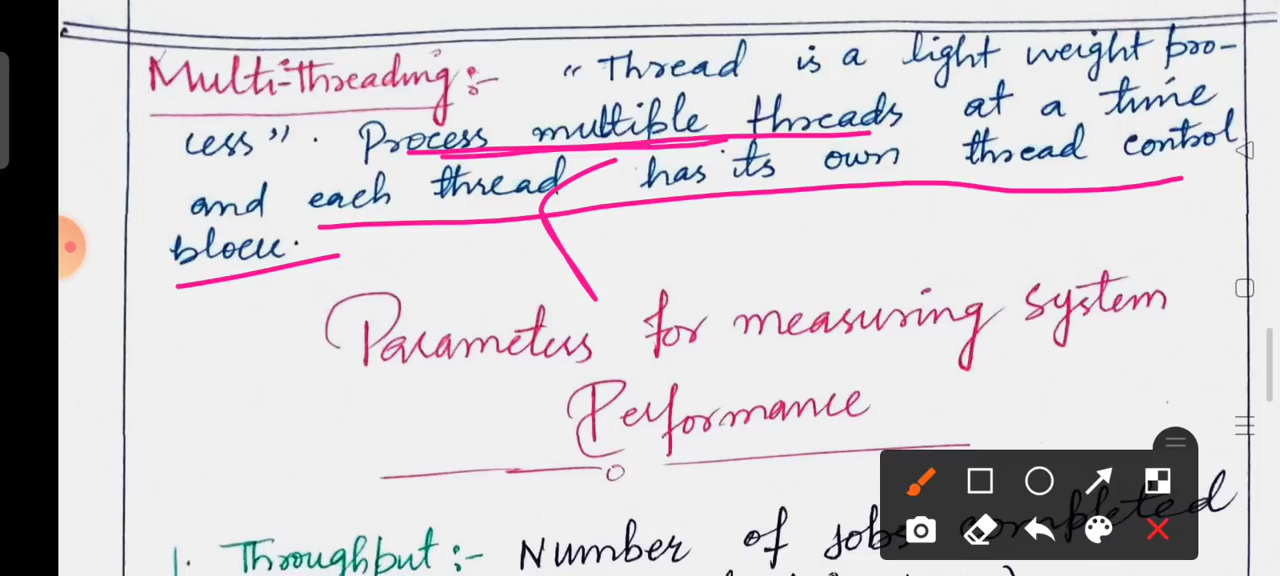 Multi-threading:- "Thread is a light weight pro-
cess". Process multible threads at a time
and each thread has its own thread control
block.
Parameters for measuring system
Performance
1. Throughput:- Number of jobs completed